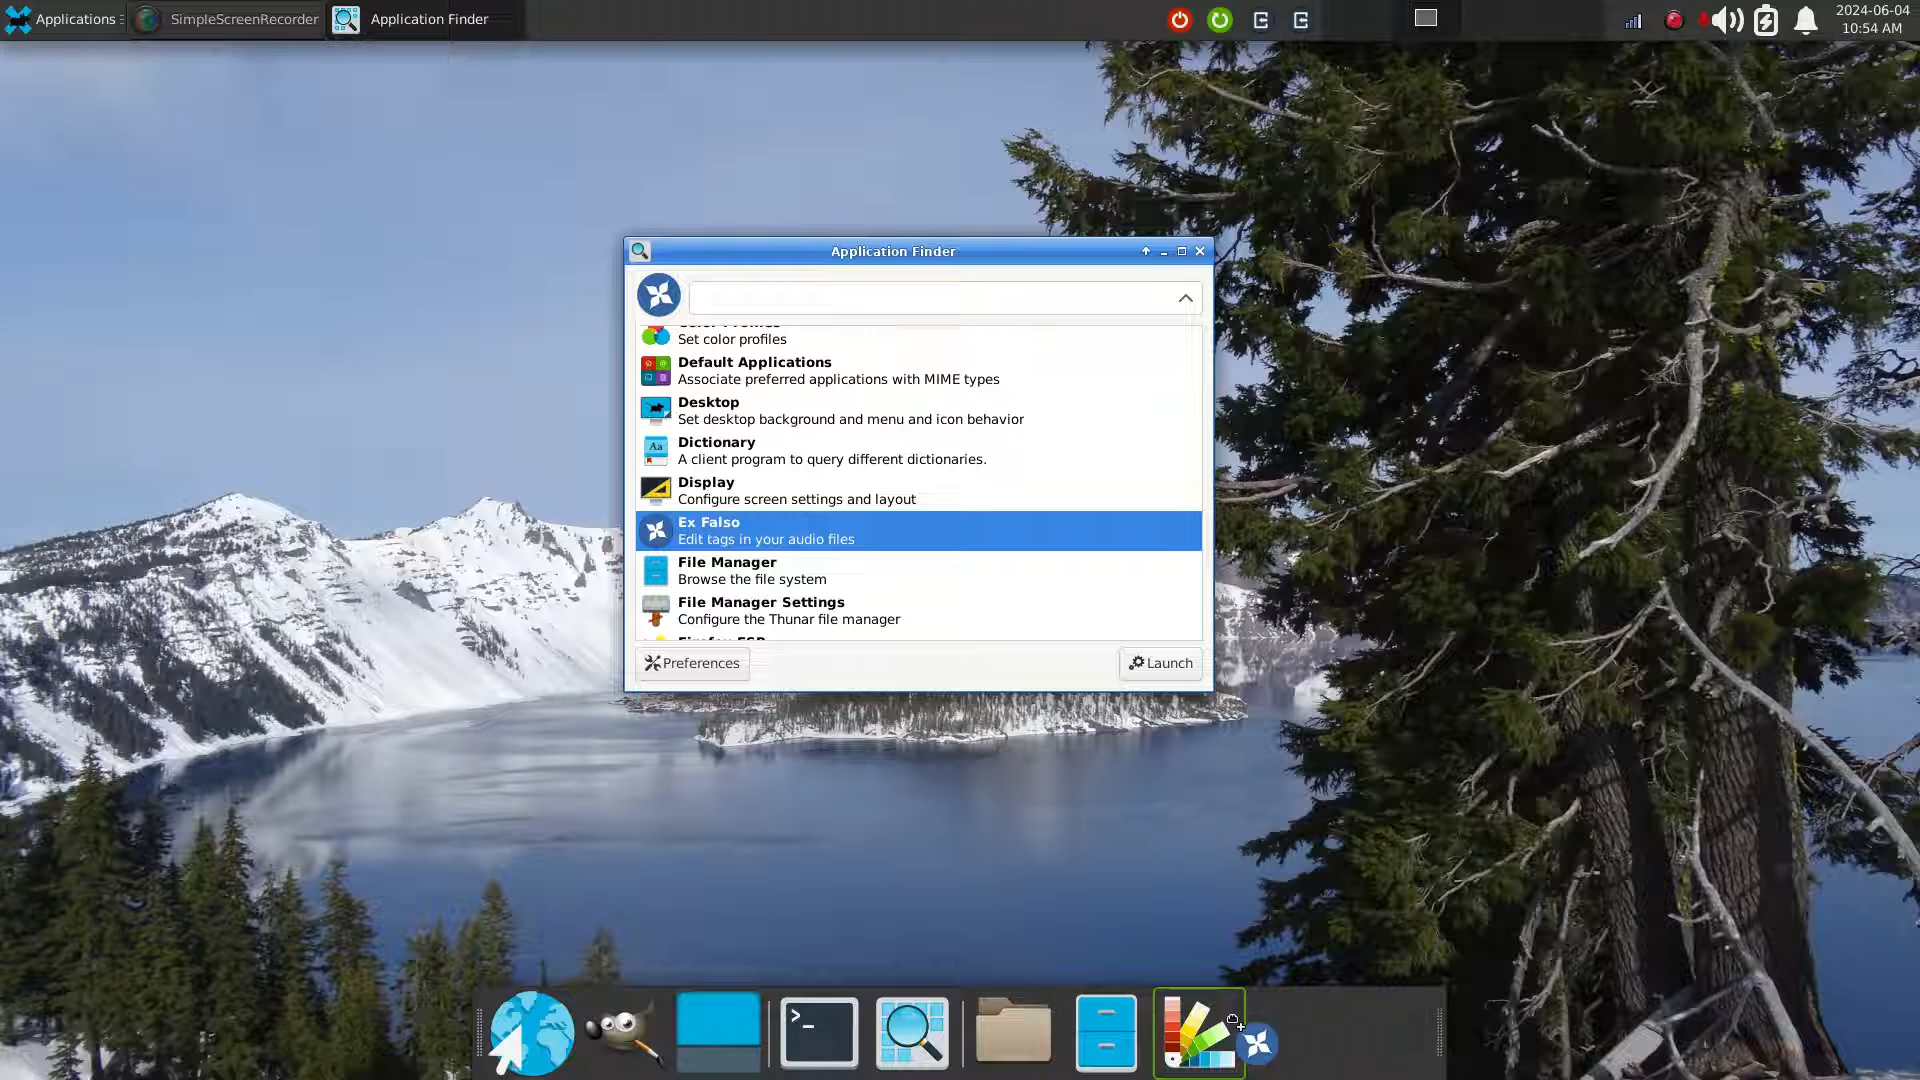 Applications
SimpleScreenRecorder
Application Finder
2024-06-04
10:54 AM
Application Finder
Set color profiles
Default Applications
Associate preferred applications with MIME types
Desktop
Set desktop background and menu and icon behavior
Aa
Dictionary
A client program to query different dictionaries.
Display
Configure screen settings and layout
Ex Falso
Edit tags in your audio files
File Manager
Browse the file system
File Manager Settings
Configure the Thunar file manager
Preferences
Launch
>_